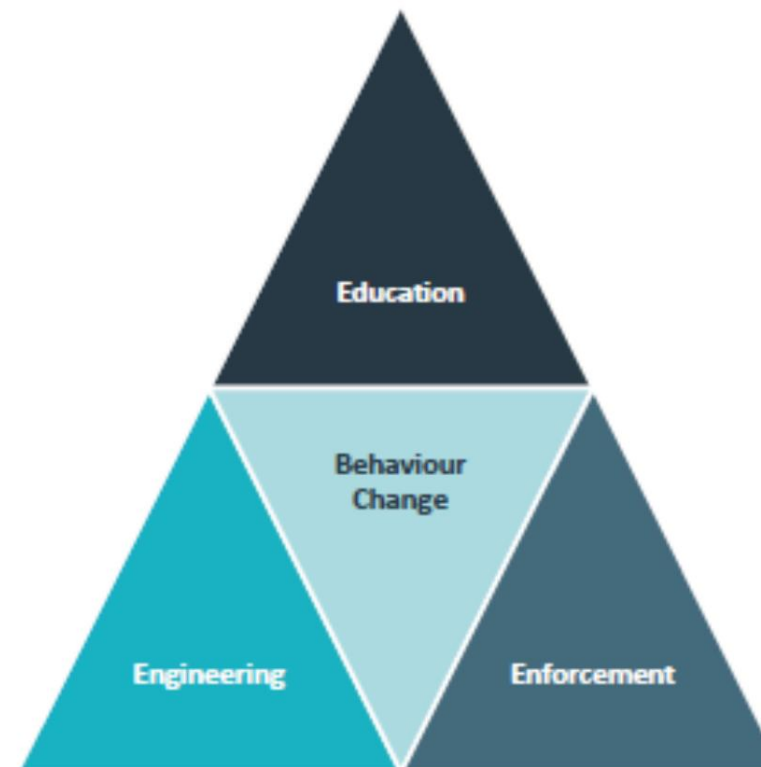 Education
Behaviour
Change
Engineering
Enforcement